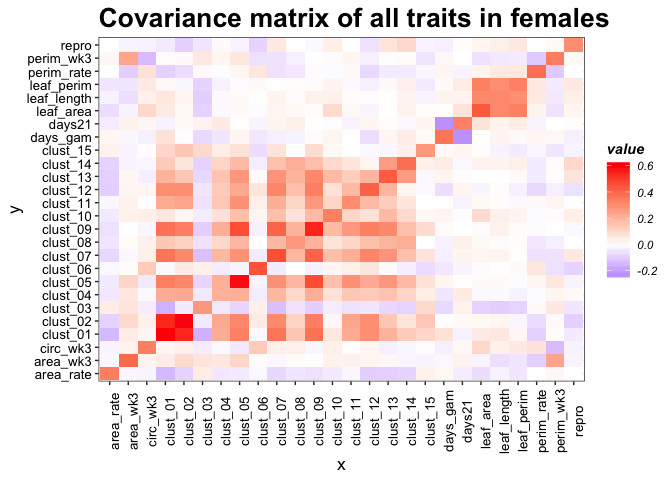 Covariance matrix of all traits in females
repro
perim_wk3
perim_rate
leaf_perim
leaf_length
leaf_area
days21
days_gam
clust_15
clust_14
clust_13
clust_12
clust_11
clust_10
clust_09
clust_08
clust_07
clust_06
clust_05
clust_04
clust_03
clust_02
clust_01
circ_wk3
area_wk3
area_rate
y
value
0.6
0.4
0.2
0.0
-0.2
area_rate
area_wk3
circ_wk3
clust_01
clust_02
clust_03
clust_04
clust_05
clust_06
clust_07
clust_08
clust_09
clust_10
clust_11
clust_12
clust_13
clust_14
clust_15
days_gam
days21
leaf_area
leaf_length
leaf_perim
perim_rate
perim_wk3
repro
x